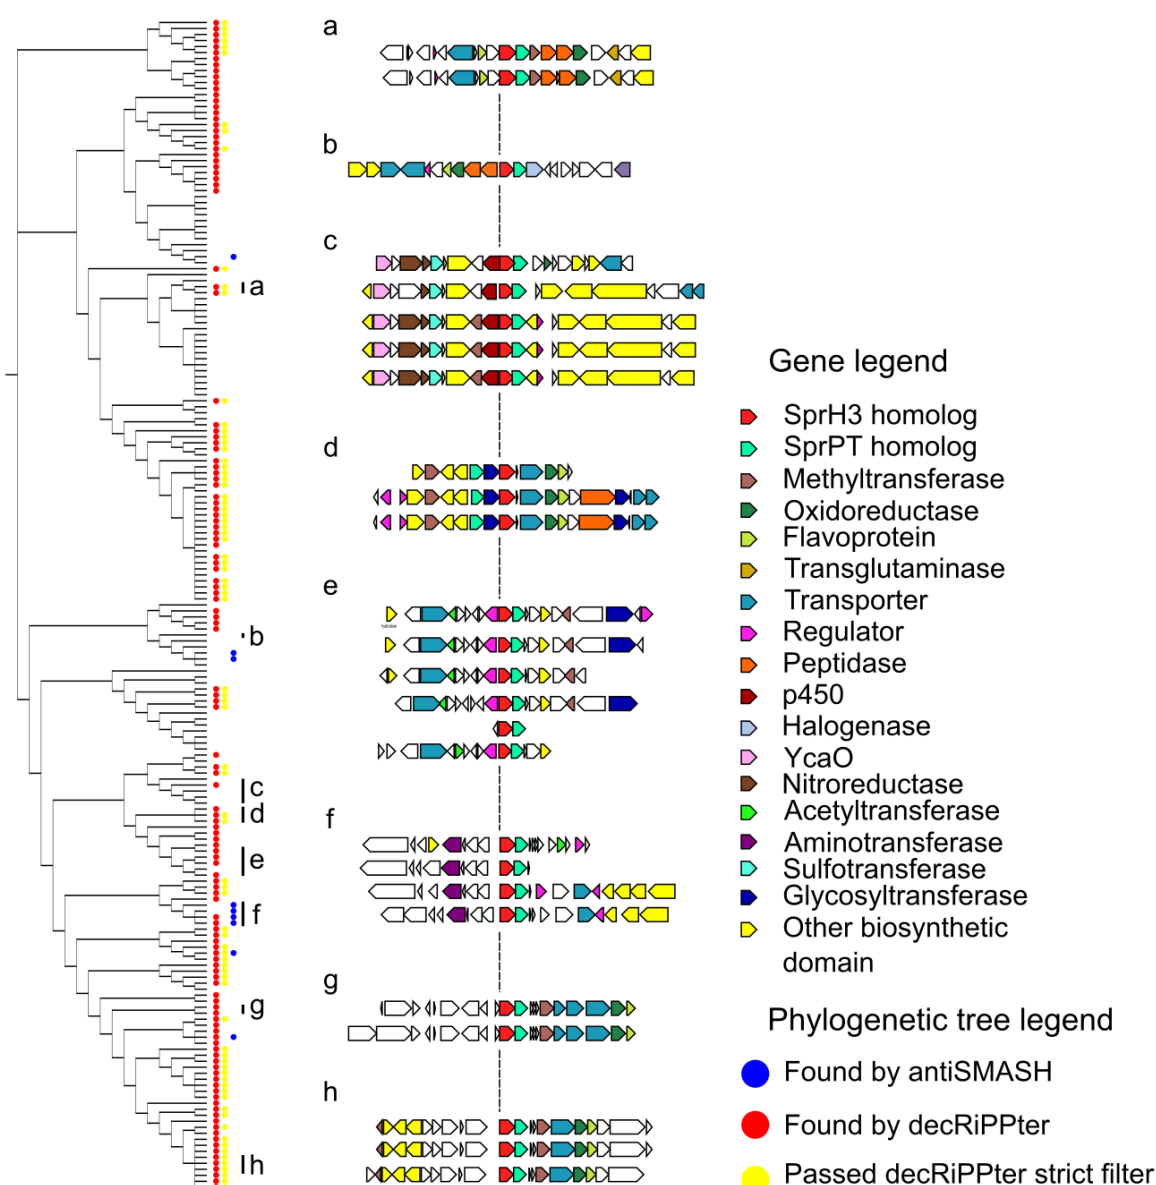 a
b
c
d
e
f
g
h
a
b
c
d
e
f
g
h
Gene legend
SprH3 homolog
SprPT homolog
Methyltransferase
Oxidoreductase
Flavoprotein
Transglutaminase
Transporter
Regulator
Peptidase
p450
Halogenase
YcaO
Nitroreductase
Acetyltransferase
Aminotransferase
Sulfotransferase
Glycosyltransferase
Other biosynthetic
domain
Phylogenetic tree legend
Found by antiSMASH
Found by decRiPPter
Passed decRiPPter strict filter